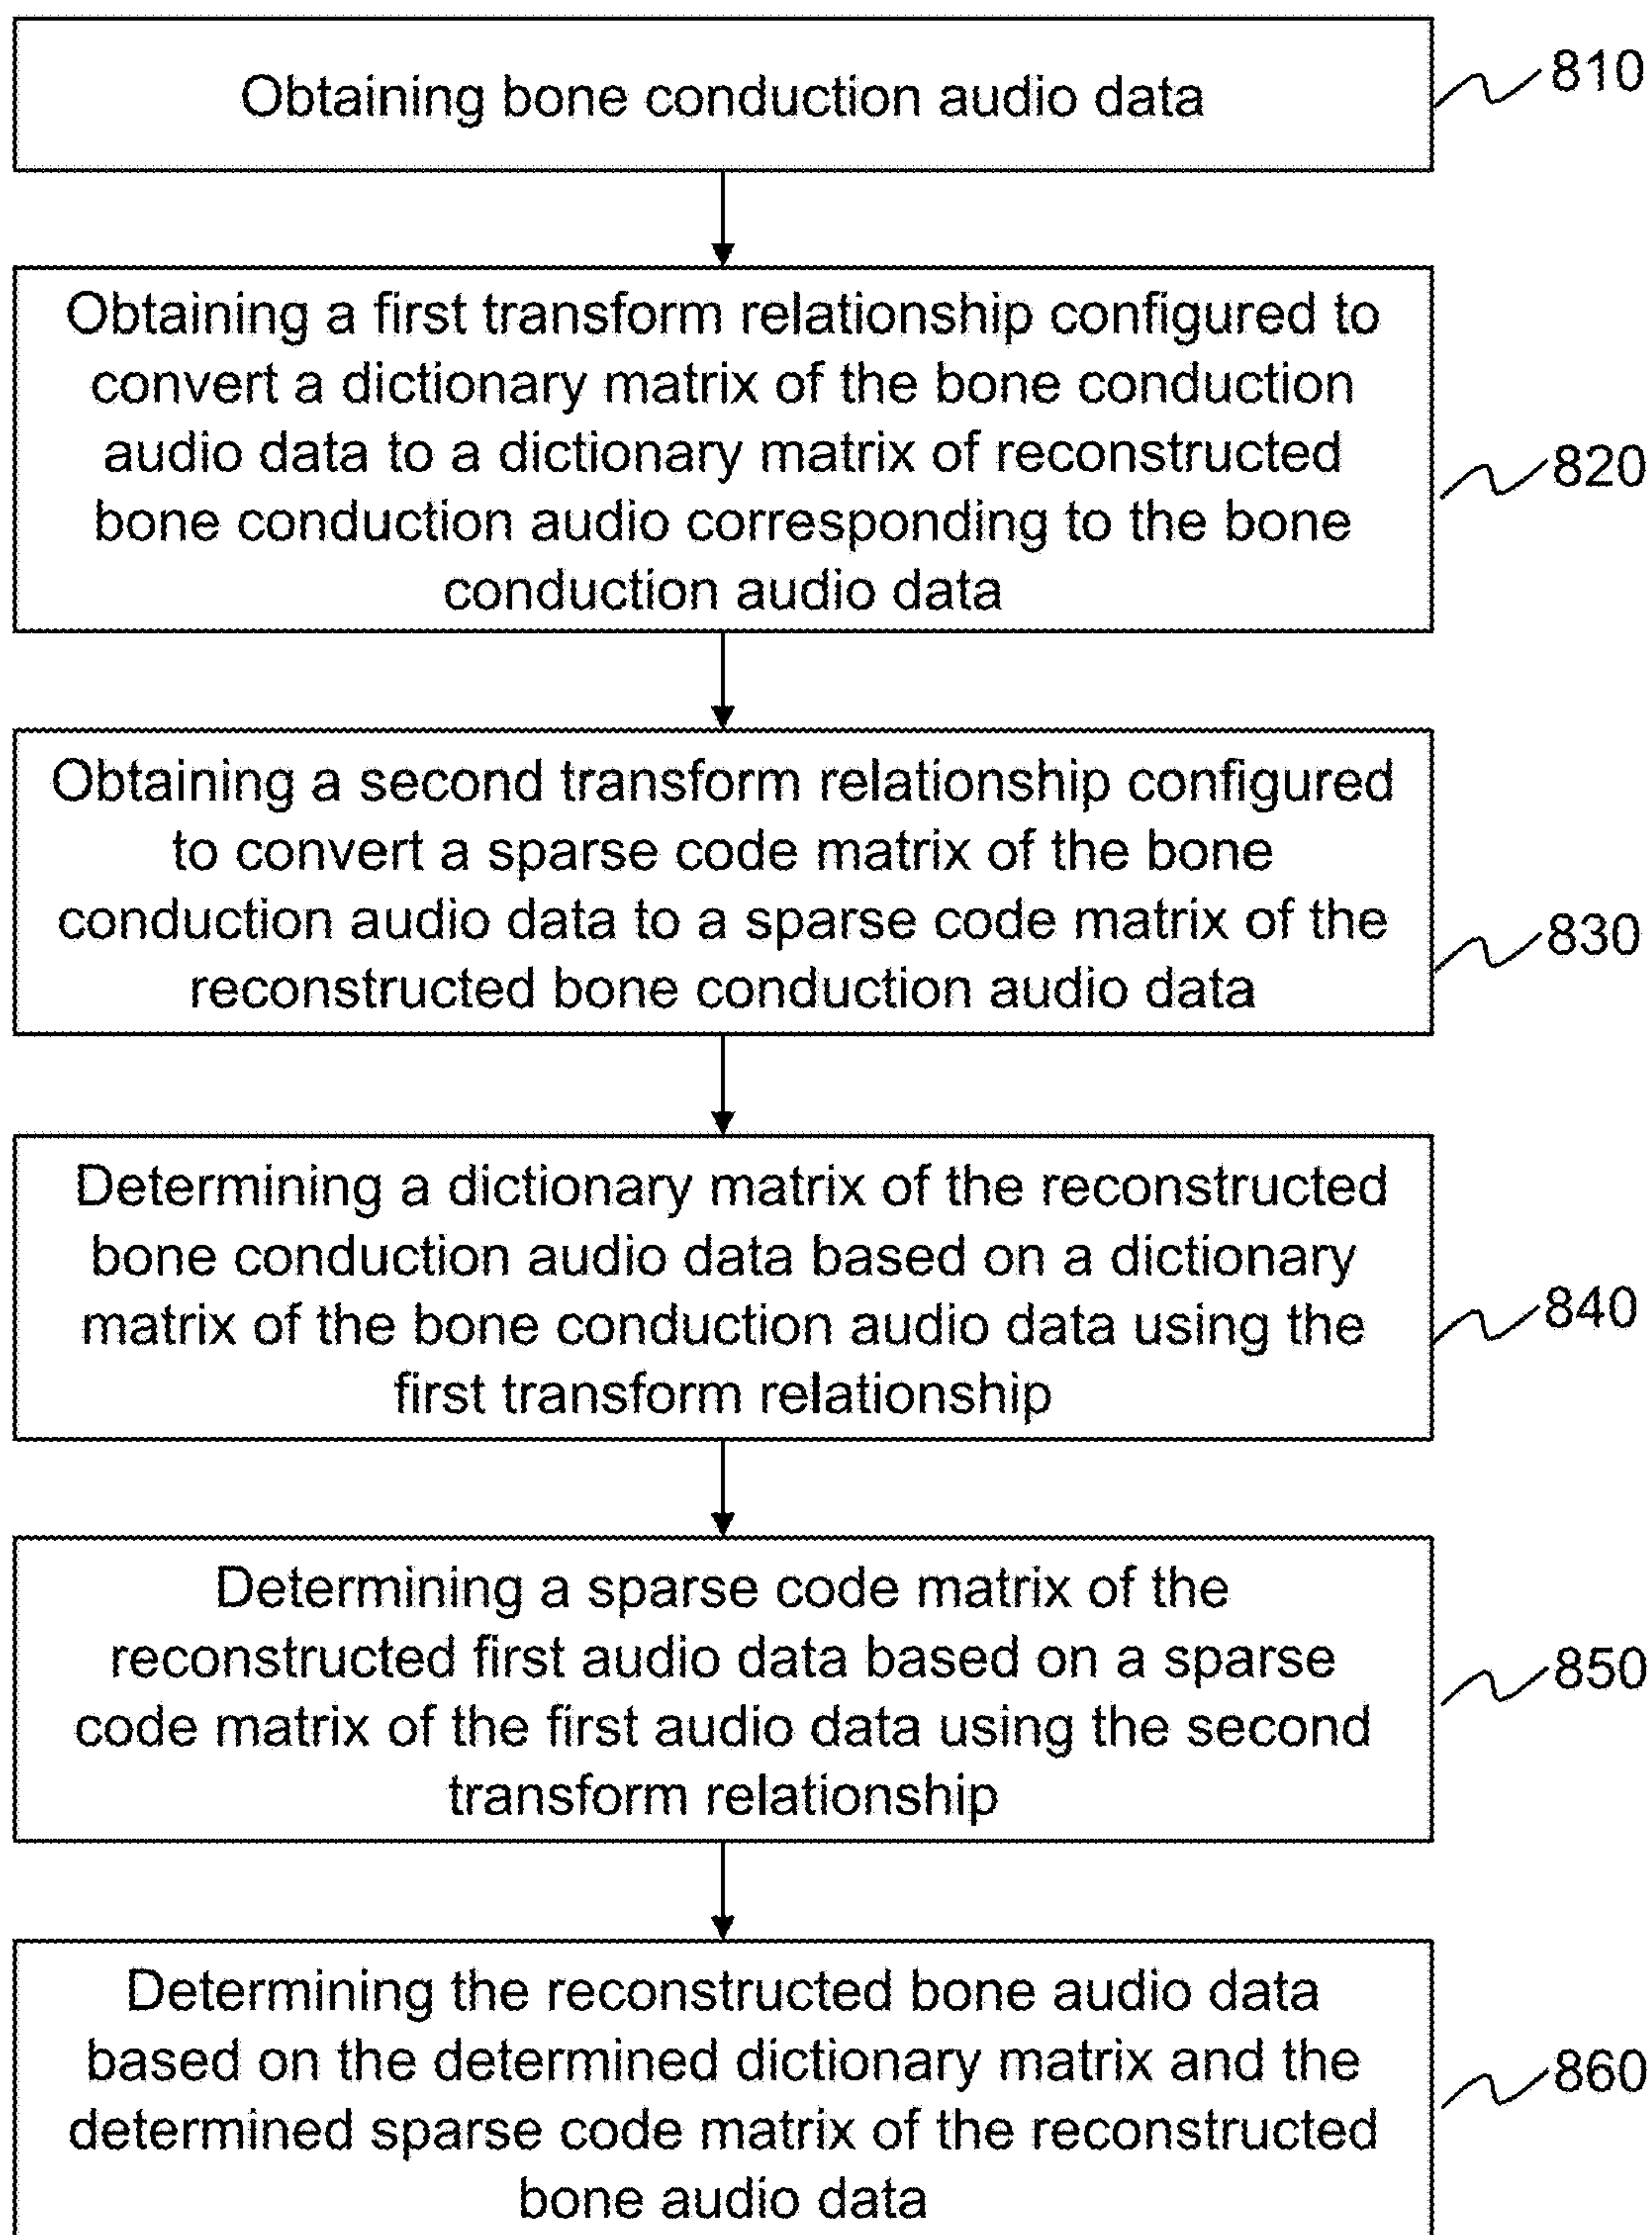 Obtaining bone conduction audio data
810
Obtaining a first transform relationship configured to
convert a dictionary matrix of the bone conduction
audio data to a dictionary matrix of reconstructed
bone conduction audio corresponding to the bone
conduction audio data
820
Obtaining a second transform relationship configured
to convert a sparse code matrix of the bone
conduction audio data to a sparse code matrix of the
reconstructed bone conduction audio data
830
Determining a dictionary matrix of the reconstructed
bone conduction audio data based on a dictionary
matrix of the bone conduction audio data using the
first transform relationship
840
Determining a sparse code matrix of the
reconstructed first audio data based on a sparse
code matrix of the first audio data using the second
transform relationship
850
Determining the reconstructed bone audio data
based on the determined dictionary matrix and the
determined sparse code matrix of the reconstructed
bone audio data
860